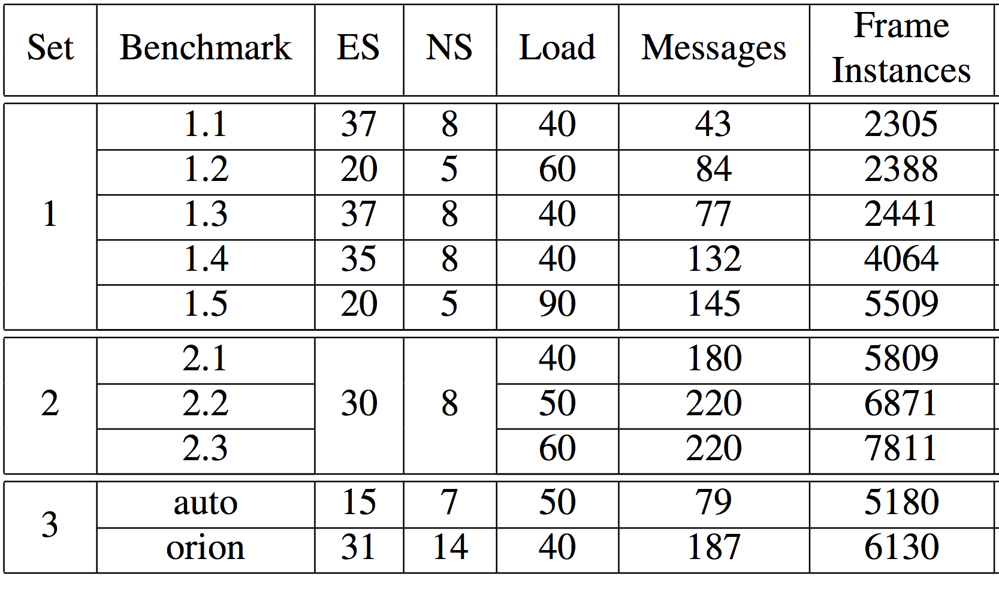 Set Benchmark ES NS Load Messages Frame Instances
1 1.1 37 8 40 43 2305
1.2 20 5 60 84 2388
1.3 37 8 40 77 2441
1.4 35 8 40 132 4064
1.5 20 5 90 145 5509
2 2.1 30 8 40 180 5809
2.2 50 220 6871
2.3 60 220 7811
3 auto 15 7 50 79 5180
orion 31 14 40 187 6130